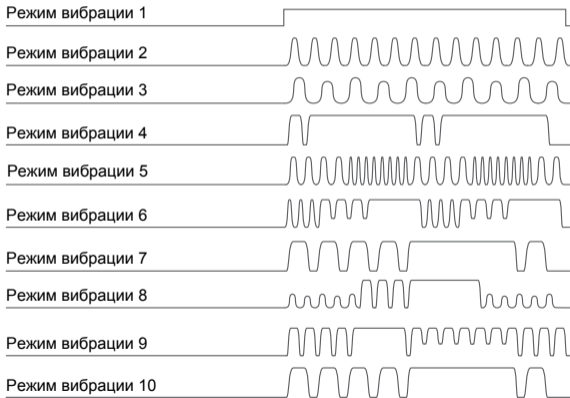 Режим вибрации 1
Режим вибрации 2
Режим вибрации 3
Режим вибрации 4
Режим вибрации 5
Режим вибрации 6
Режим вибрации 7
Режим вибрации 8
Режим вибрации 9
Режим вибрации 10